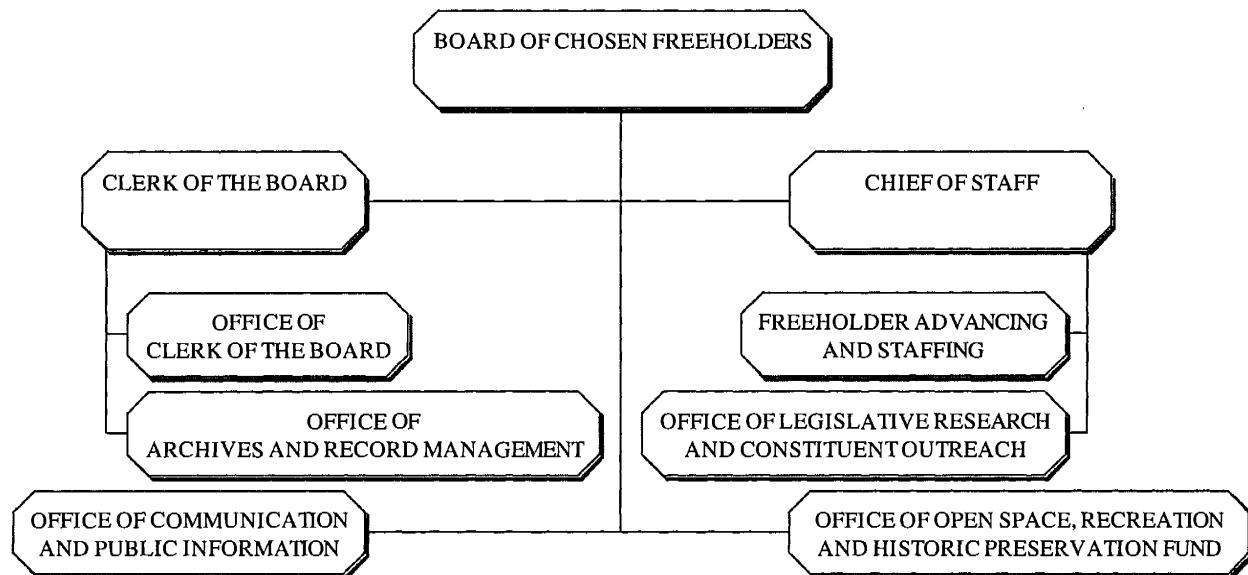 BOARD OF CHOSEN FREEHOLDERS
CLERK OF THE BOARD
CHIEF OF STAFF
OFFICE OF
CLERK OF THE BOARD
FREEHOLDER ADVANCING
AND STAFFING
OFFICE OF
ARCHIVES AND RECORD MANAGEMENT
OFFICE OF LEGISLATIVE RESEARCH
AND CONSTITUENT OUTREACH
OFFICE OF COMMUNICATION
AND PUBLIC INFORMATION
OFFICE OF OPEN SPACE, RECREATION
AND HISTORIC PRESERVATION FUND